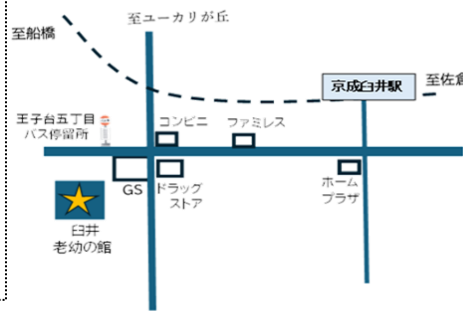 至ユーカリが丘
至船橋
京成臼井駅
至佐倉
王子台五丁目
バス停留所
コンビニ
ファミレス
GS
ドラッグ
ストア
ホーム
プラザ
臼井
老幼の館